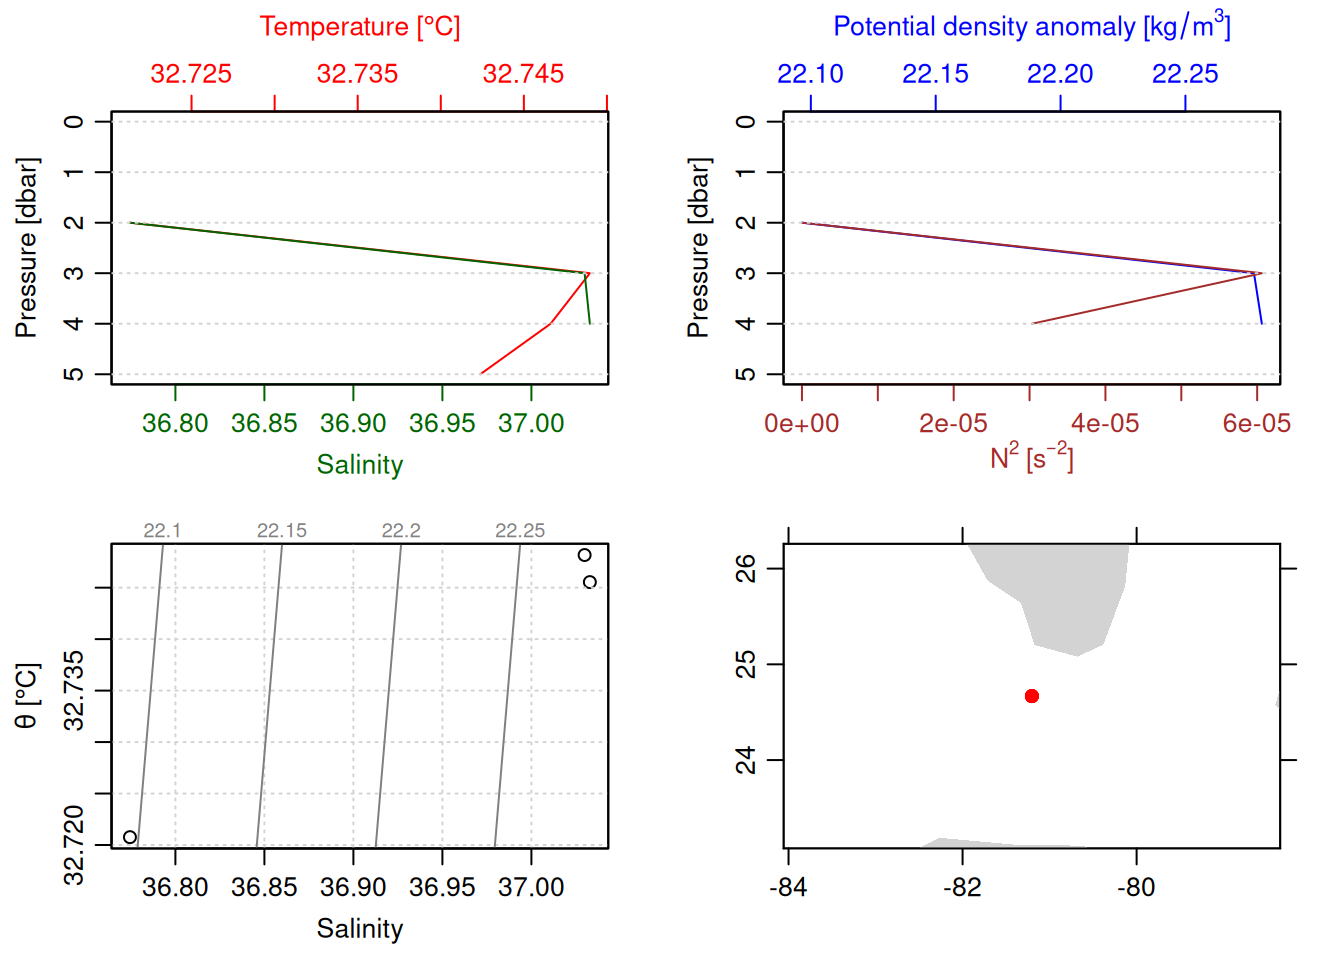 Temperature [°C]
32.725 32.735 32.745
Pressure [dbar]
0
1
2
3
4
5
36.80 36.85 36.90 36.95 37.00
Salinity
Potential density anomaly [kg/m³]
22.10 22.15 22.20 22.25
Pressure [dbar]
0
1
2
3
4
5
0e+00 2e-05 4e-05 6e-05
N² [s⁻²]
22.1 22.15 22.2 22.25
θ [°C]
32.735
32.720
36.80 36.85 36.90 36.95 37.00
Salinity
26
25
24
-84 -82 -80